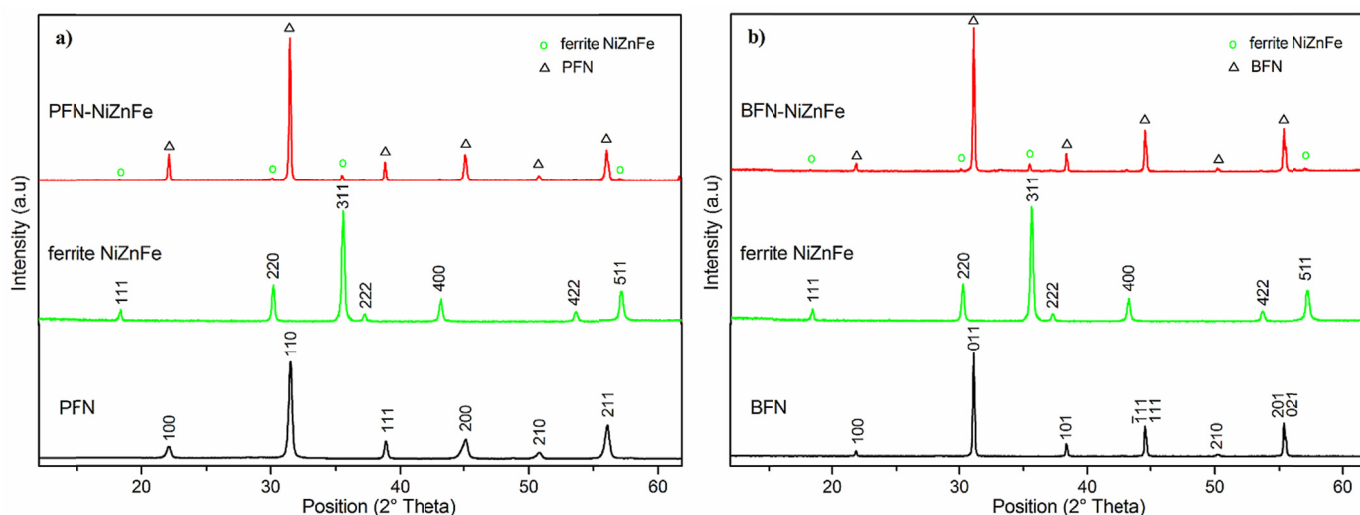 a)
○ ferrite NiZnFe
△ PFN
PFN-NiZnFe
ferrite NiZnFe
111
220
311
222
400
422
511
PFN
100
110
111
200
210
211
Intensity (a.u)
20 30 40 50 60
Position (2° Theta)
b)
○ ferrite NiZnFe
△ BFN
BFN-NiZnFe
ferrite NiZnFe
111
220
311
222
400
422
511
BFN
100
011
101
1̅11
111
210
201
021
Intensity (a.u)
20 30 40 50 60
Position (2° Theta)